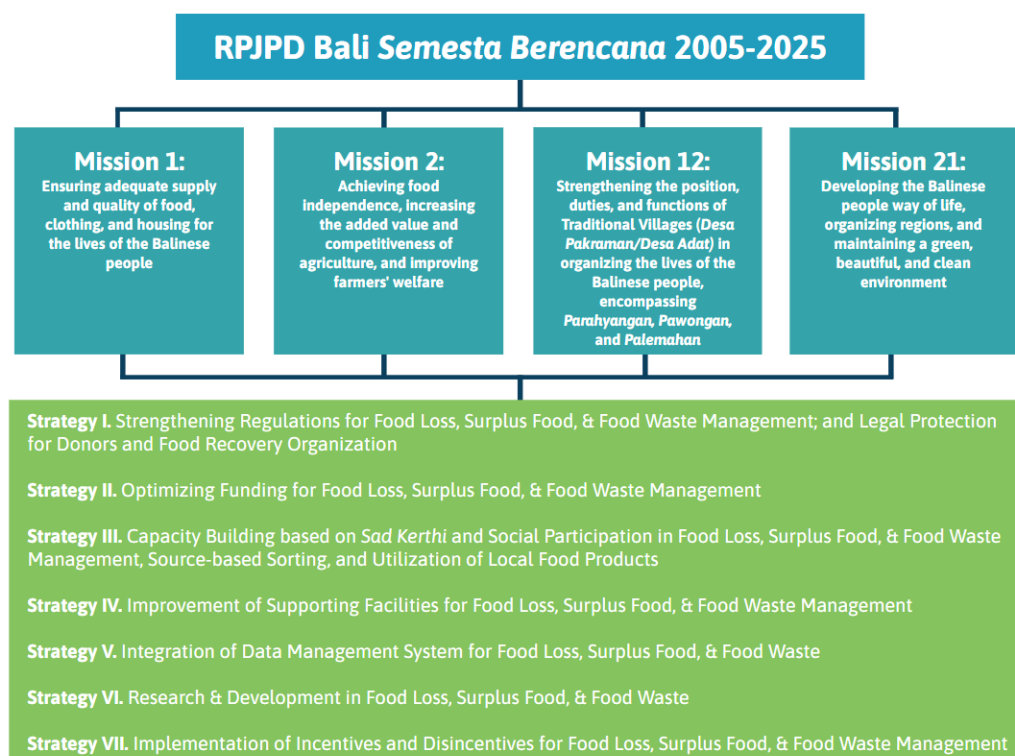 RPJPD Bali Semesta Berencana 2005-2025
Mission 1:
Ensuring adequate supply
and quality of food,
clothing, and housing for
the lives of the Balinese
people
Mission 2:
Achieving food
independence, increasing
the added value and
competitiveness of
agriculture, and improving
farmers' welfare
Mission 12:
Strengthening the position,
duties, and functions of
Traditional Villages (Desa
Pakraman/Desa Adat) in
organizing the lives of the
Balinese people,
encompassing
Parahyangan, Pawongan,
and Palemahan
Mission 21:
Developing the Balinese
people way of life,
organizing regions, and
maintaining a green,
beautiful, and clean
environment
Strategy I. Strengthening Regulations for Food Loss, Surplus Food, & Food Waste Management; and Legal Protection
for Donors and Food Recovery Organization
Strategy II. Optimizing Funding for Food Loss, Surplus Food, & Food Waste Management
Strategy III. Capacity Building based on Sad Kerthi and Social Participation in Food Loss, Surplus Food, & Food Waste
Management, Source-based Sorting, and Utilization of Local Food Products
Strategy IV. Improvement of Supporting Facilities for Food Loss, Surplus Food, & Food Waste Management
Strategy V. Integration of Data Management System for Food Loss, Surplus Food, & Food Waste
Strategy VI. Research & Development in Food Loss, Surplus Food, & Food Waste
Strategy VII. Implementation of Incentives and Disincentives for Food Loss, Surplus Food, & Food Waste Management